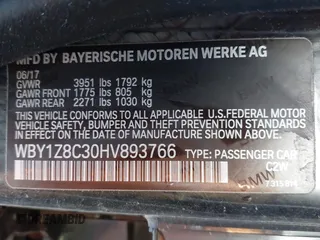 MFD BY BAYERISCHE MOTOREN WERKE AG
06/17
GVWR 3951 lbs 1792 kg
GAWR FRONT 1775 lbs 805 kg
GAWR REAR 2271 lbs 1030 kg
THIS VEHICLE CONFORMS TO ALL APPLICABLE U.S. FEDERAL MOTOR
VEHICLE SAFETY, BUMPER AND THEFT PREVENTION STANDARDS IN EFFECT
ON THE DATE OF MANUFACTURE SHOWN ABOVE.
WBY1Z8C30HV893766 TYPE: PASSENGER CAR
C2W
BMW